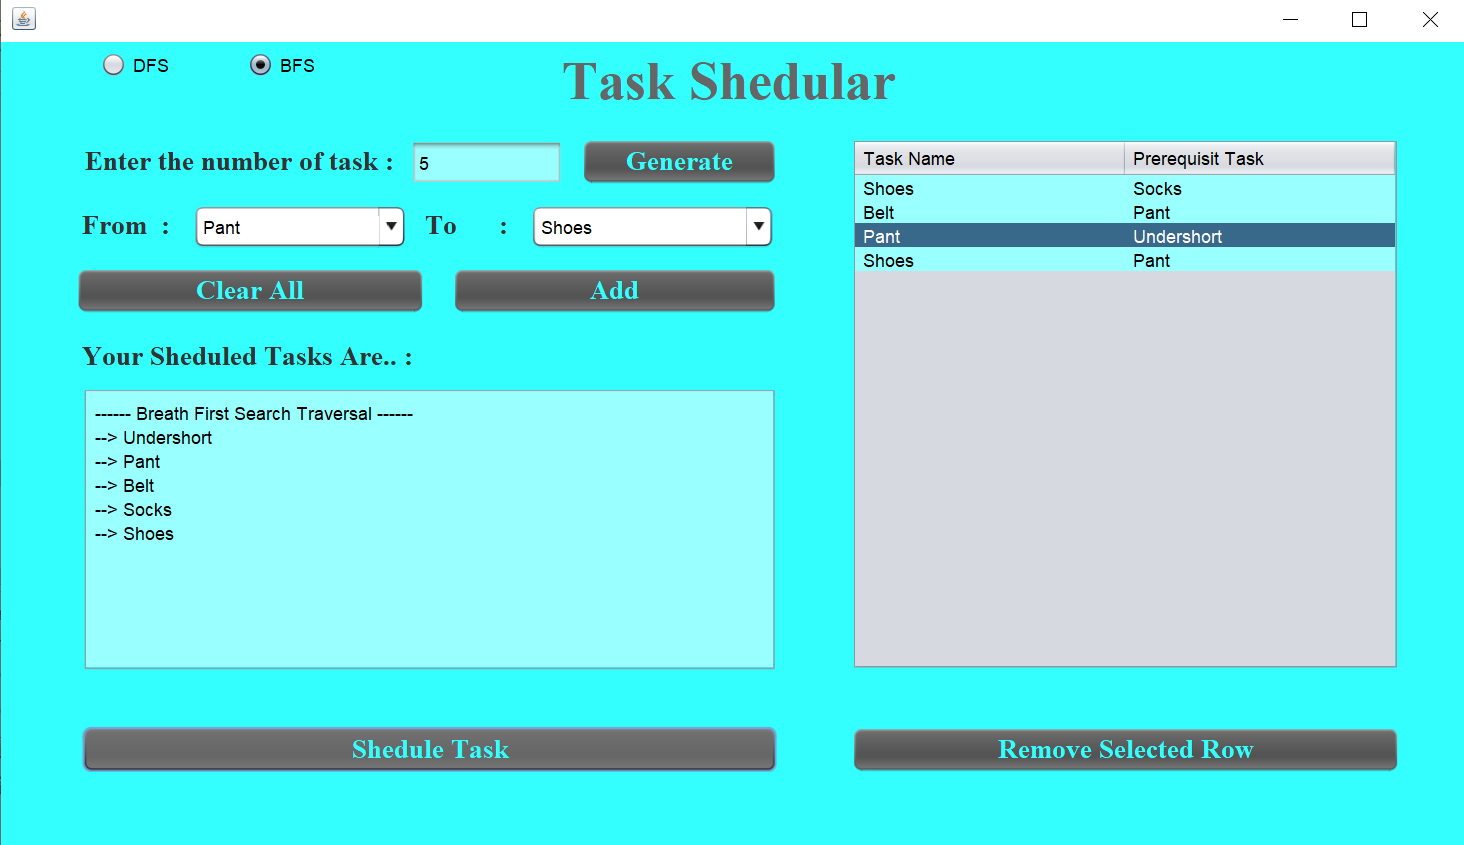 DFS BFS
Task Shedular
Enter the number of task : 5 Generate
From : Pant To : Shoes
Clear All Add
Your Sheduled Tasks Are.. :
------ Breath First Search Traversal ------
--> Undershort
--> Pant
--> Belt
--> Socks
--> Shoes
Shedule Task
Task Name Prerequisit Task
Shoes Socks
Belt Pant
Pant Undershort
Shoes Pant
Remove Selected Row